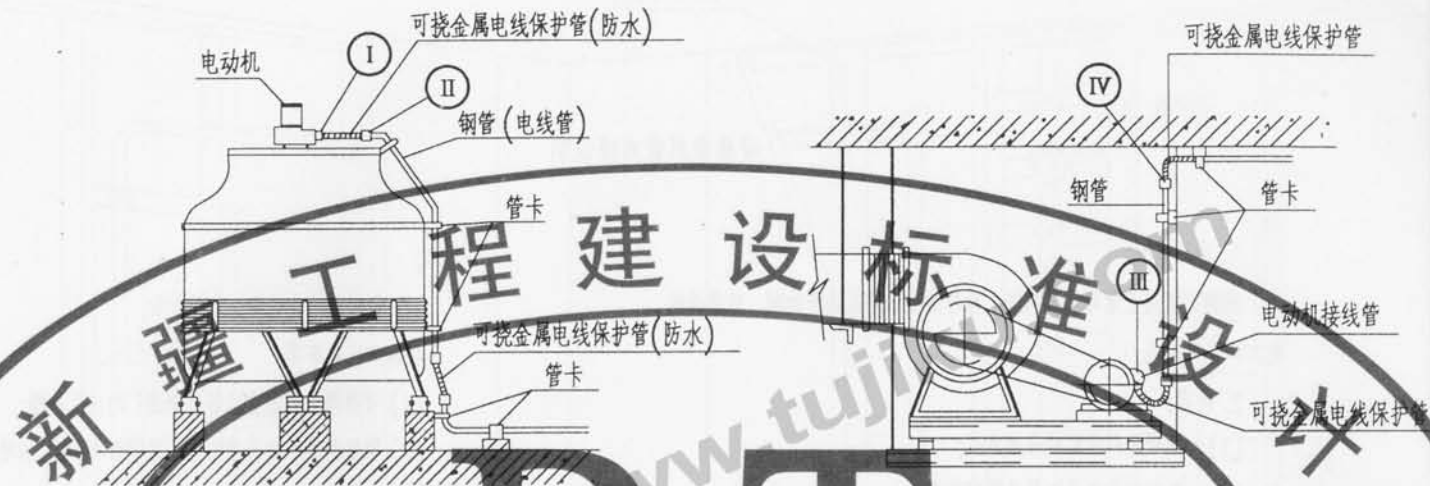 可挠金属电线保护管(防水)
电动机
Ⅰ
Ⅱ
钢管(电线管)
管卡
可挠金属电线保护管(防水)
管卡
可挠金属电线保护管
Ⅳ
钢管
管卡
Ⅲ
电动机接线管
可挠金属电线保护管
新疆工程建设标准设计
www.tujiku.com